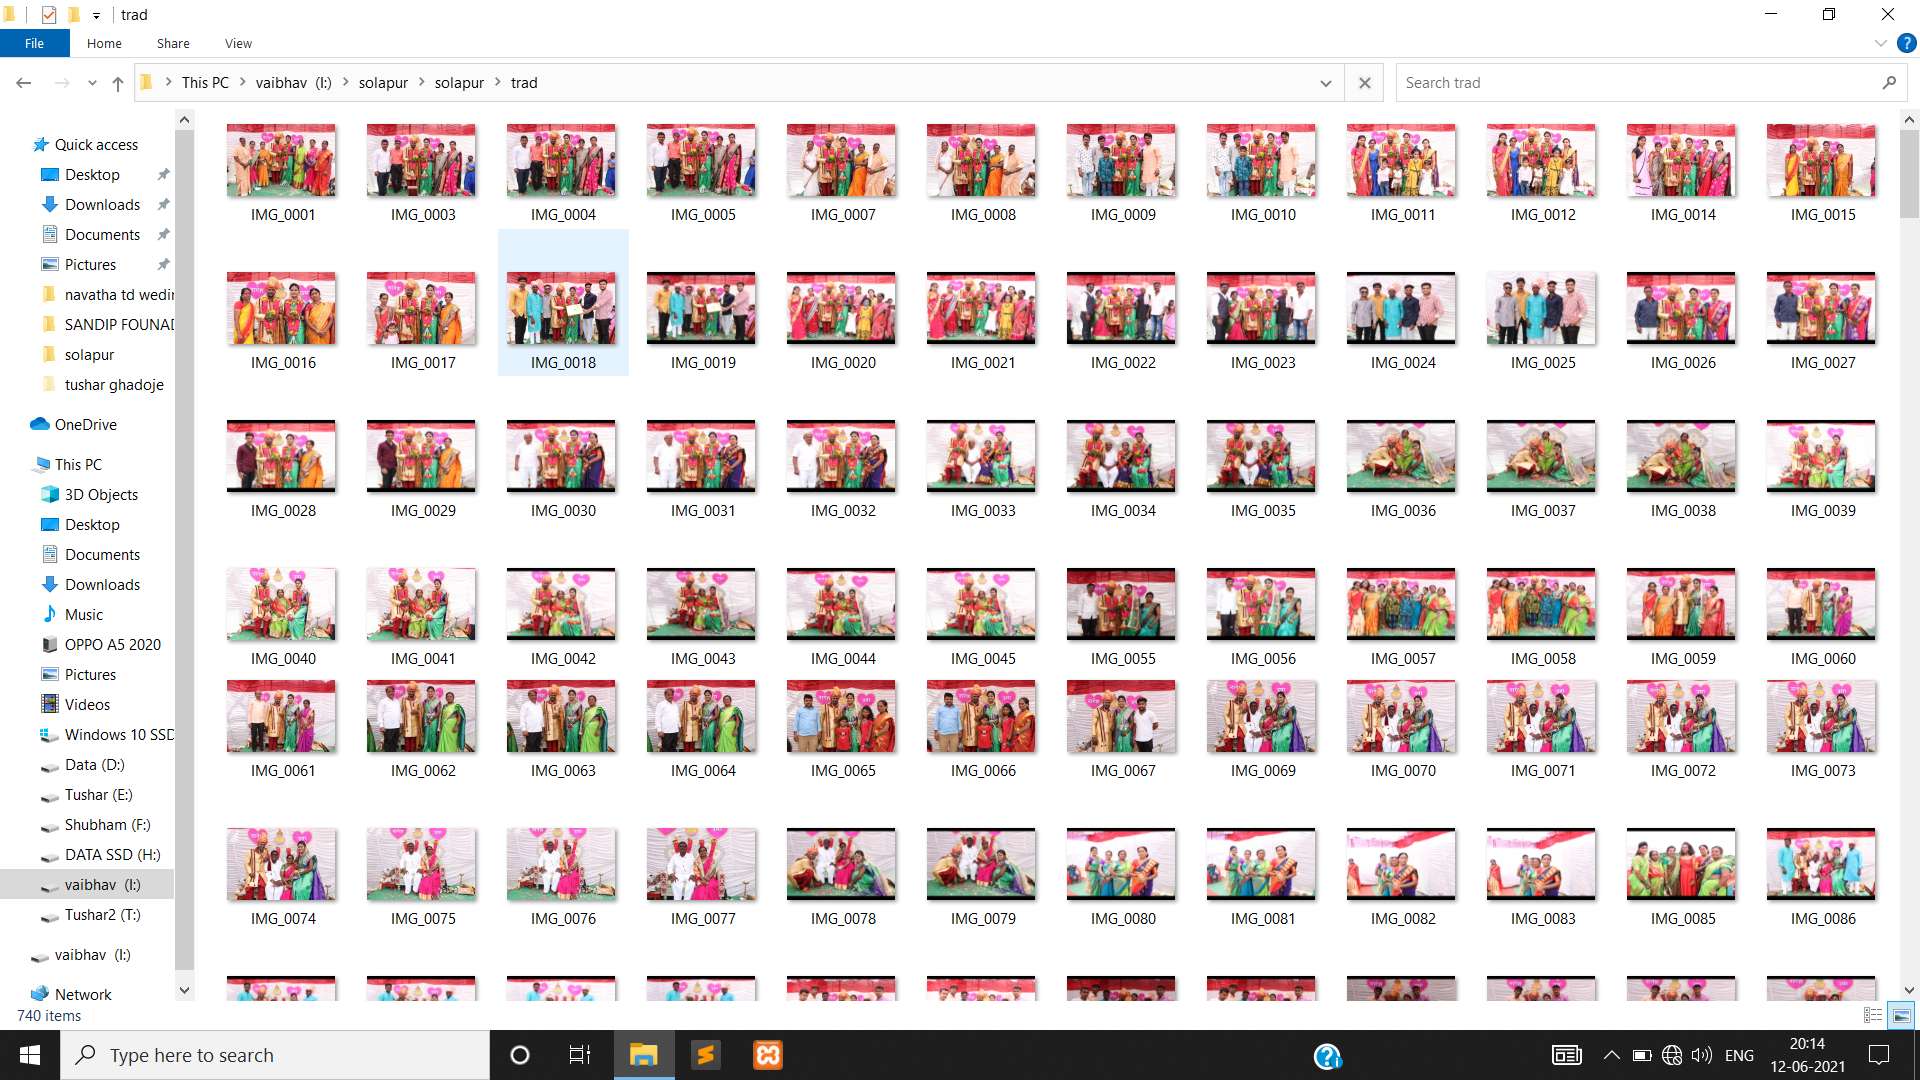 trad
File Home Share View
This PC > vaibhav (I:) > solapur > solapur > trad
Search trad
Quick access
Desktop
Downloads
Documents
Pictures
navatha td wedin
SANDIP FOUNAD
solapur
tushar ghadoje
OneDrive
This PC
3D Objects
Desktop
Documents
Downloads
Music
OPPO A5 2020
Pictures
Videos
Windows 10 SSD
Data (D:)
Tushar (E:)
Shubham (F:)
DATA SSD (H:)
vaibhav (I:)
Tushar2 (T:)
vaibhav (I:)
Network
IMG_0001 IMG_0003 IMG_0004 IMG_0005 IMG_0007 IMG_0008 IMG_0009 IMG_0010 IMG_0011 IMG_0012 IMG_0014 IMG_0015
IMG_0016 IMG_0017 IMG_0018 IMG_0019 IMG_0020 IMG_0021 IMG_0022 IMG_0023 IMG_0024 IMG_0025 IMG_0026 IMG_0027
IMG_0028 IMG_0029 IMG_0030 IMG_0031 IMG_0032 IMG_0033 IMG_0034 IMG_0035 IMG_0036 IMG_0037 IMG_0038 IMG_0039
IMG_0040 IMG_0041 IMG_0042 IMG_0043 IMG_0044 IMG_0045 IMG_0055 IMG_0056 IMG_0057 IMG_0058 IMG_0059 IMG_0060
IMG_0061 IMG_0062 IMG_0063 IMG_0064 IMG_0065 IMG_0066 IMG_0067 IMG_0069 IMG_0070 IMG_0071 IMG_0072 IMG_0073
IMG_0074 IMG_0075 IMG_0076 IMG_0077 IMG_0078 IMG_0079 IMG_0080 IMG_0081 IMG_0082 IMG_0083 IMG_0085 IMG_0086
740 items
Type here to search
ENG
20:14
12-06-2021